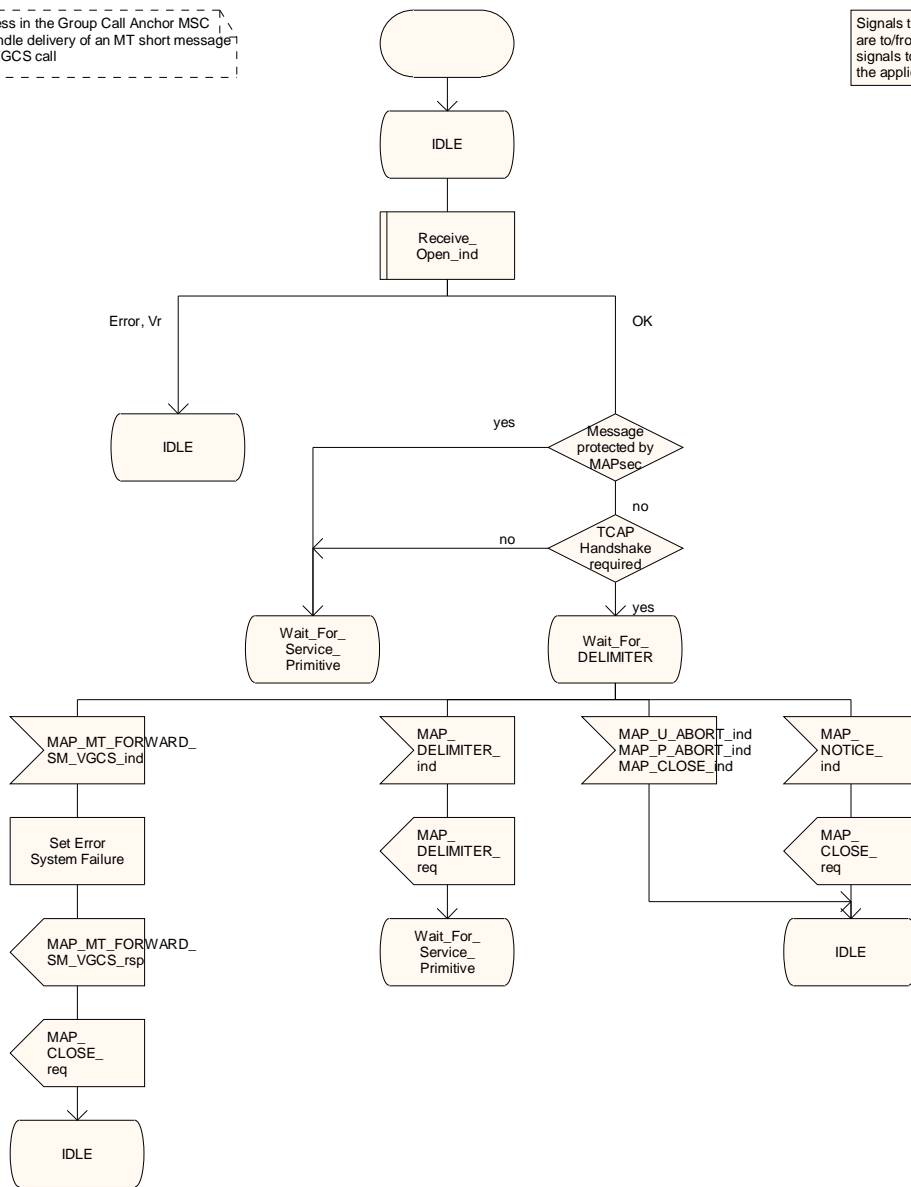 ess in the Group Call Anchor MSC
ndle delivery of an MT short message
GCS call
Signals t
are to/fro
signals to
the applic
IDLE
Receive_
Open_ind
Error, Vr
OK
IDLE
yes
Message
protected by
MAPsec
no
no
TCAP
Handshake
required
yes
Wait_For_
Service_
Primitive
Wait_For_
DELIMITER
MAP_MT_FORWARD_
SM_VGCS_ind
MAP_
DELIMITER_
ind
MAP_U_ABORT_ind
MAP_P_ABORT_ind
MAP_CLOSE_ind
MAP_
NOTICE_
ind
Set Error
System Failure
MAP_
DELIMITER_
req
MAP_
CLOSE_
req
MAP_MT_FORWARD_
SM_VGCS_rsp
Wait_For_
Service_
Primitive
IDLE
MAP_
CLOSE_
req
IDLE